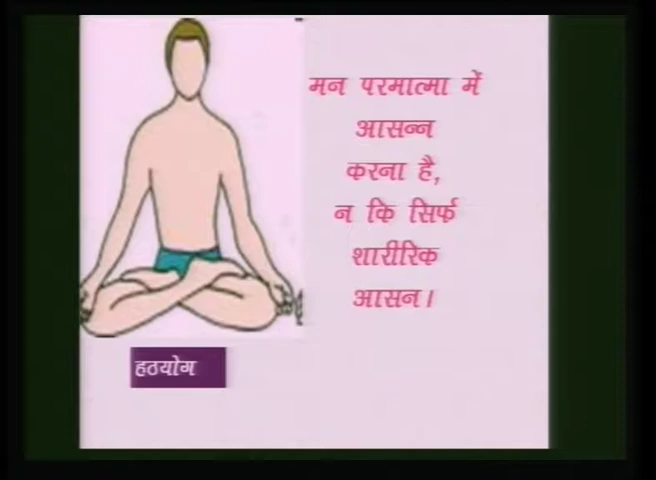 मन परमात्मा में
आसन्न
करना है,
न कि सिर्फ
शारीरिक
आसन।
हठयोग